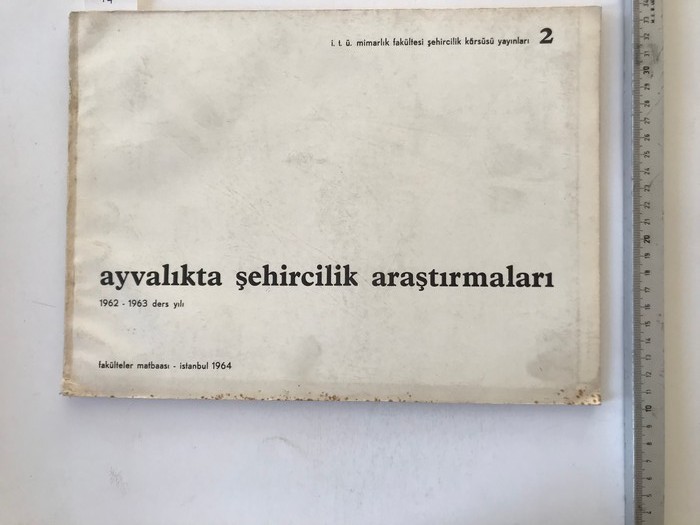 i. t. ü. mimarlık fakültesi şehircilik kürsüsü yayınları 2
ayvalıkta şehircilik araştırmaları
1962 - 1963 ders yılı
fakülteler matbaası - istanbul 1964